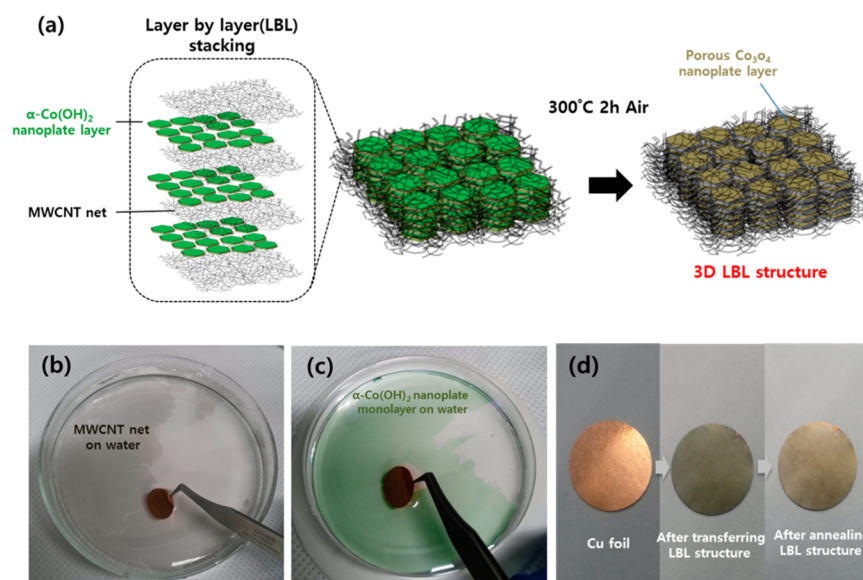 (a)
Layer by layer(LBL)
stacking
α-Co(OH)₂
nanoplate layer
MWCNT net
300°C 2h Air
Porous Co₃O₄
nanoplate layer
3D LBL structure
(b)
MWCNT net
on water
(c)
α-Co(OH)₂ nanoplate
monolayer on water
(d)
Cu foil
After transferring
LBL structure
After annealing
LBL structure